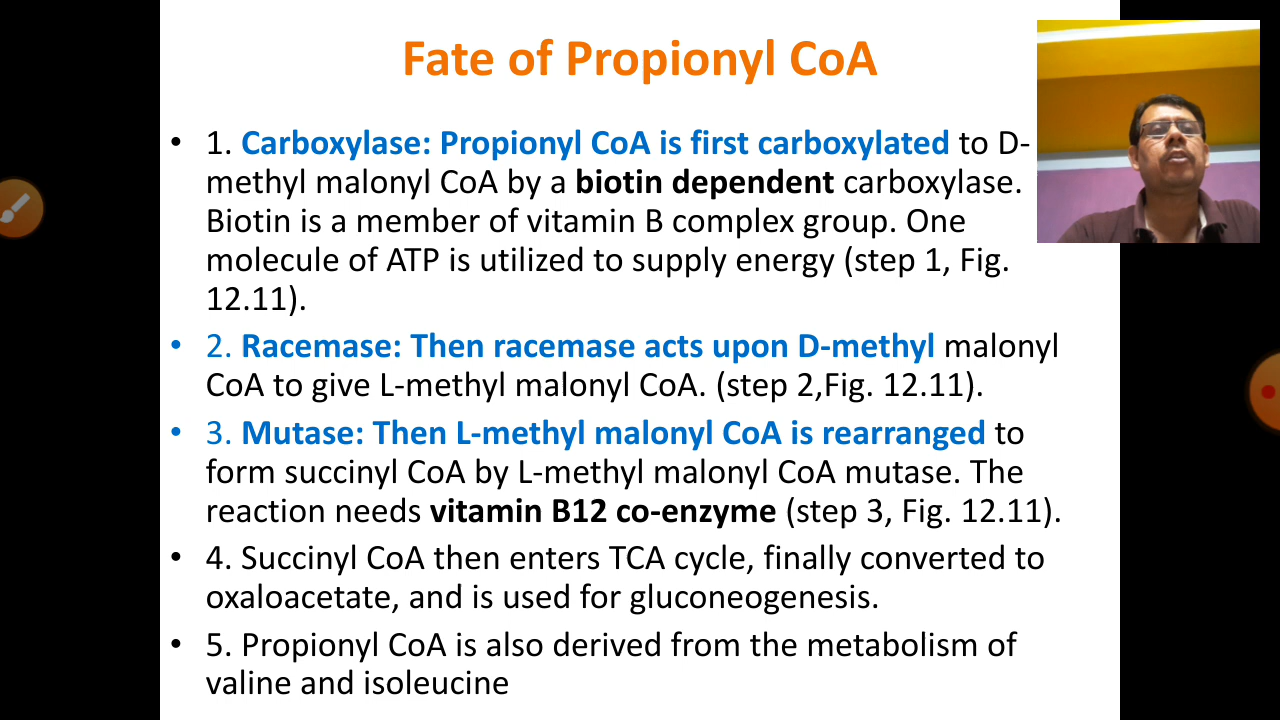 Fate of Propionyl CoA
• 1. Carboxylase: Propionyl CoA is first carboxylated to D-
methyl malonyl CoA by a biotin dependent carboxylase.
Biotin is a member of vitamin B complex group. One
molecule of ATP is utilized to supply energy (step 1, Fig.
12.11).
• 2. Racemase: Then racemase acts upon D-methyl malonyl
CoA to give L-methyl malonyl CoA. (step 2,Fig. 12.11).
• 3. Mutase: Then L-methyl malonyl CoA is rearranged to
form succinyl CoA by L-methyl malonyl CoA mutase. The
reaction needs vitamin B12 co-enzyme (step 3, Fig. 12.11).
• 4. Succinyl CoA then enters TCA cycle, finally converted to
oxaloacetate, and is used for gluconeogenesis.
• 5. Propionyl CoA is also derived from the metabolism of
valine and isoleucine